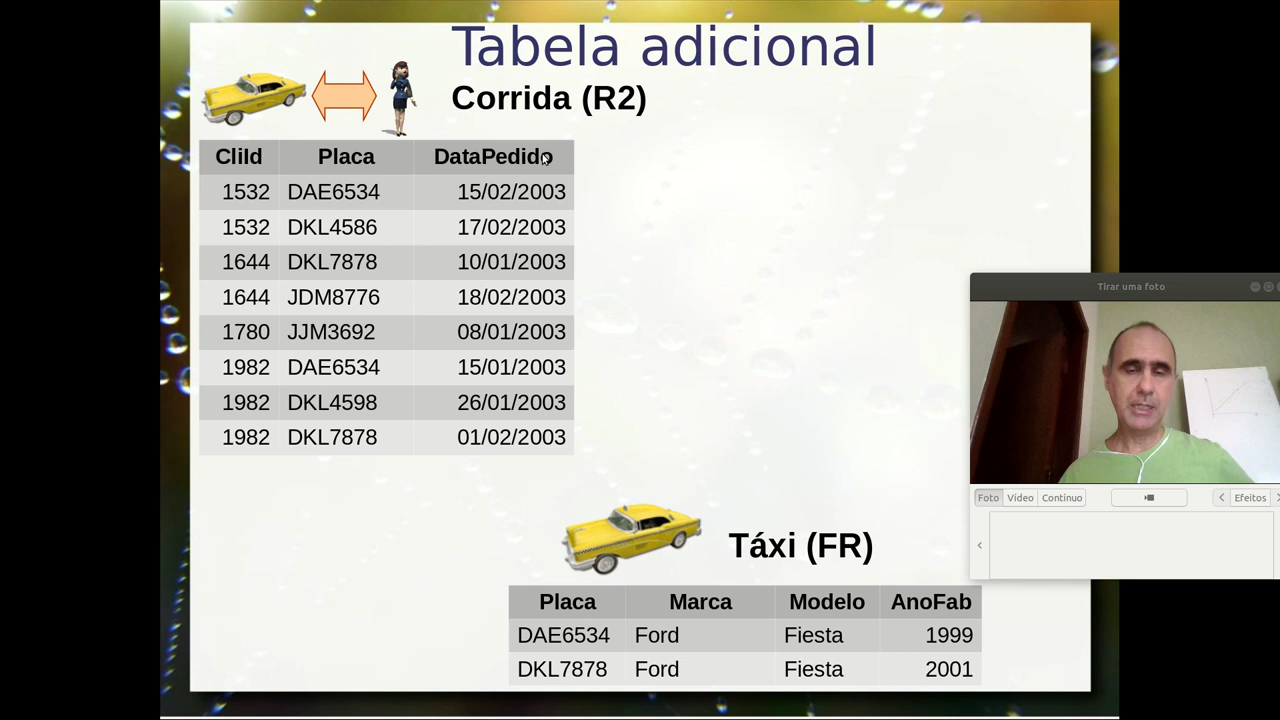 Tabela adicional
Corrida (R2)
CliId Placa DataPedido
1532 DAE6534 15/02/2003
1532 DKL4586 17/02/2003
1644 DKL7878 10/01/2003
1644 JDM8776 18/02/2003
1780 JJM3692 08/01/2003
1982 DAE6534 15/01/2003
1982 DKL4598 26/01/2003
1982 DKL7878 01/02/2003
Tirar uma foto
Foto Vídeo Contínuo Efeitos
Táxi (FR)
Placa Marca Modelo AnoFab
DAE6534 Ford Fiesta 1999
DKL7878 Ford Fiesta 2001